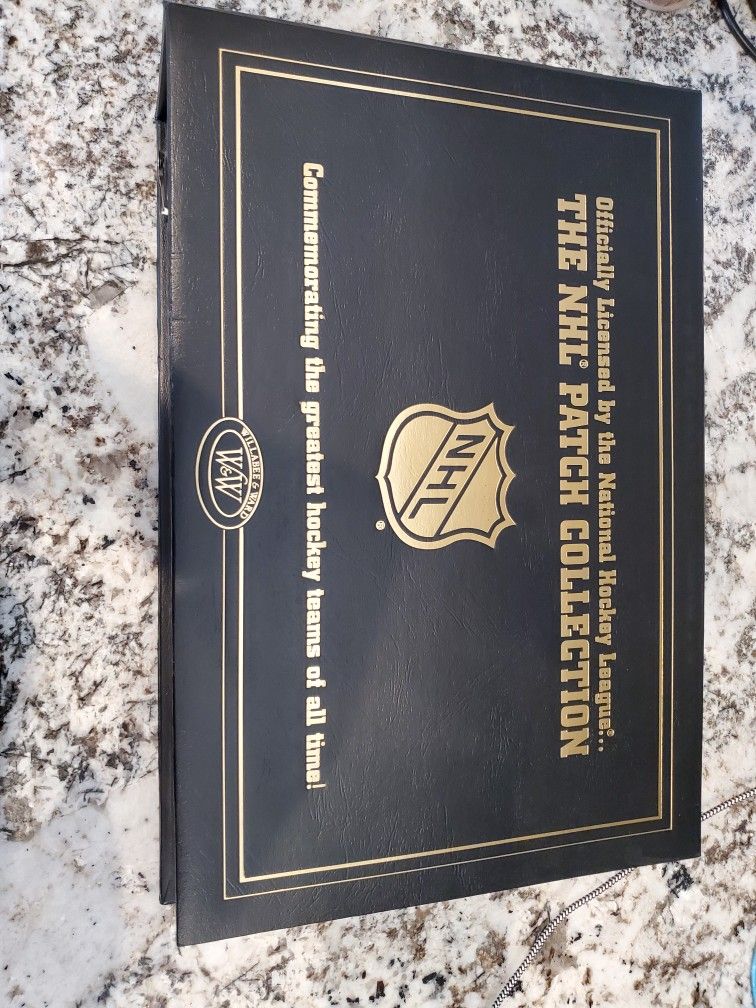 Officially Licensed by the National Hockey League®...
THE NHL® PATCH COLLECTION
NHL
®
Commemorating the greatest hockey teams of all time!
WILLABEE & WARD
W&W